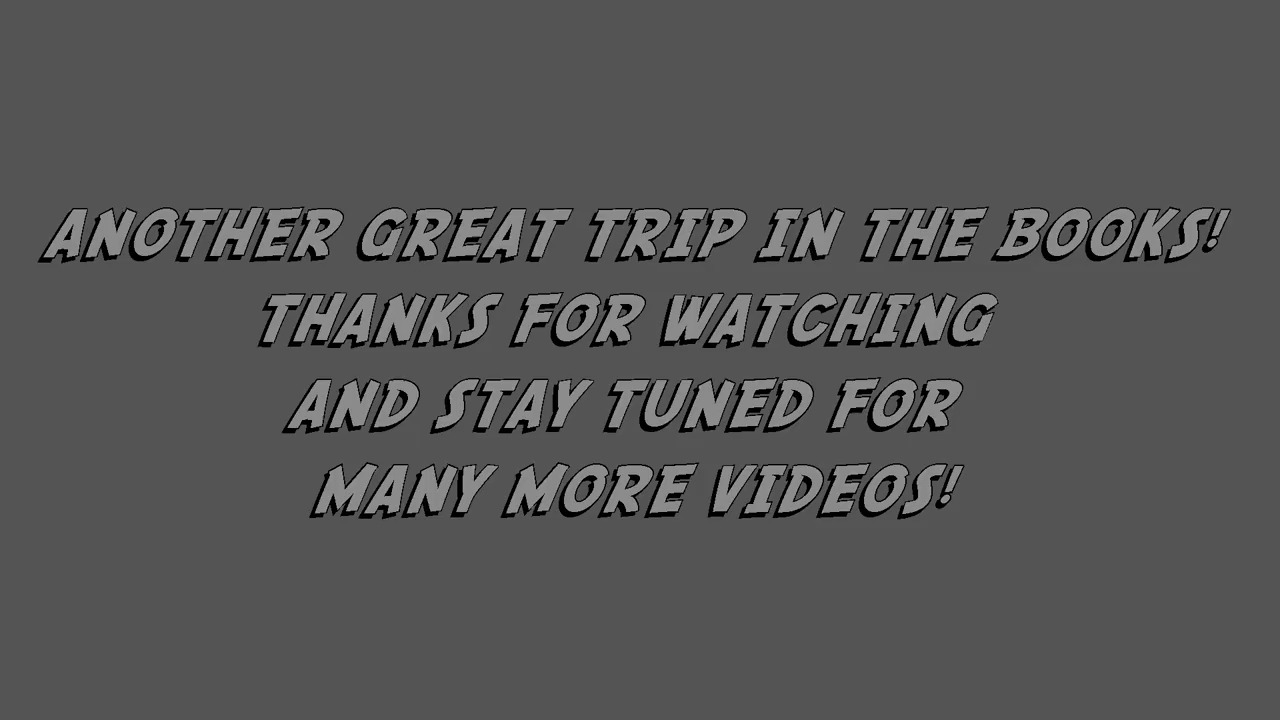 ANOTHER GREAT TRIP IN THE BOOKS!
THANKS FOR WATCHING
AND STAY TUNED FOR
MANY MORE VIDEOS!